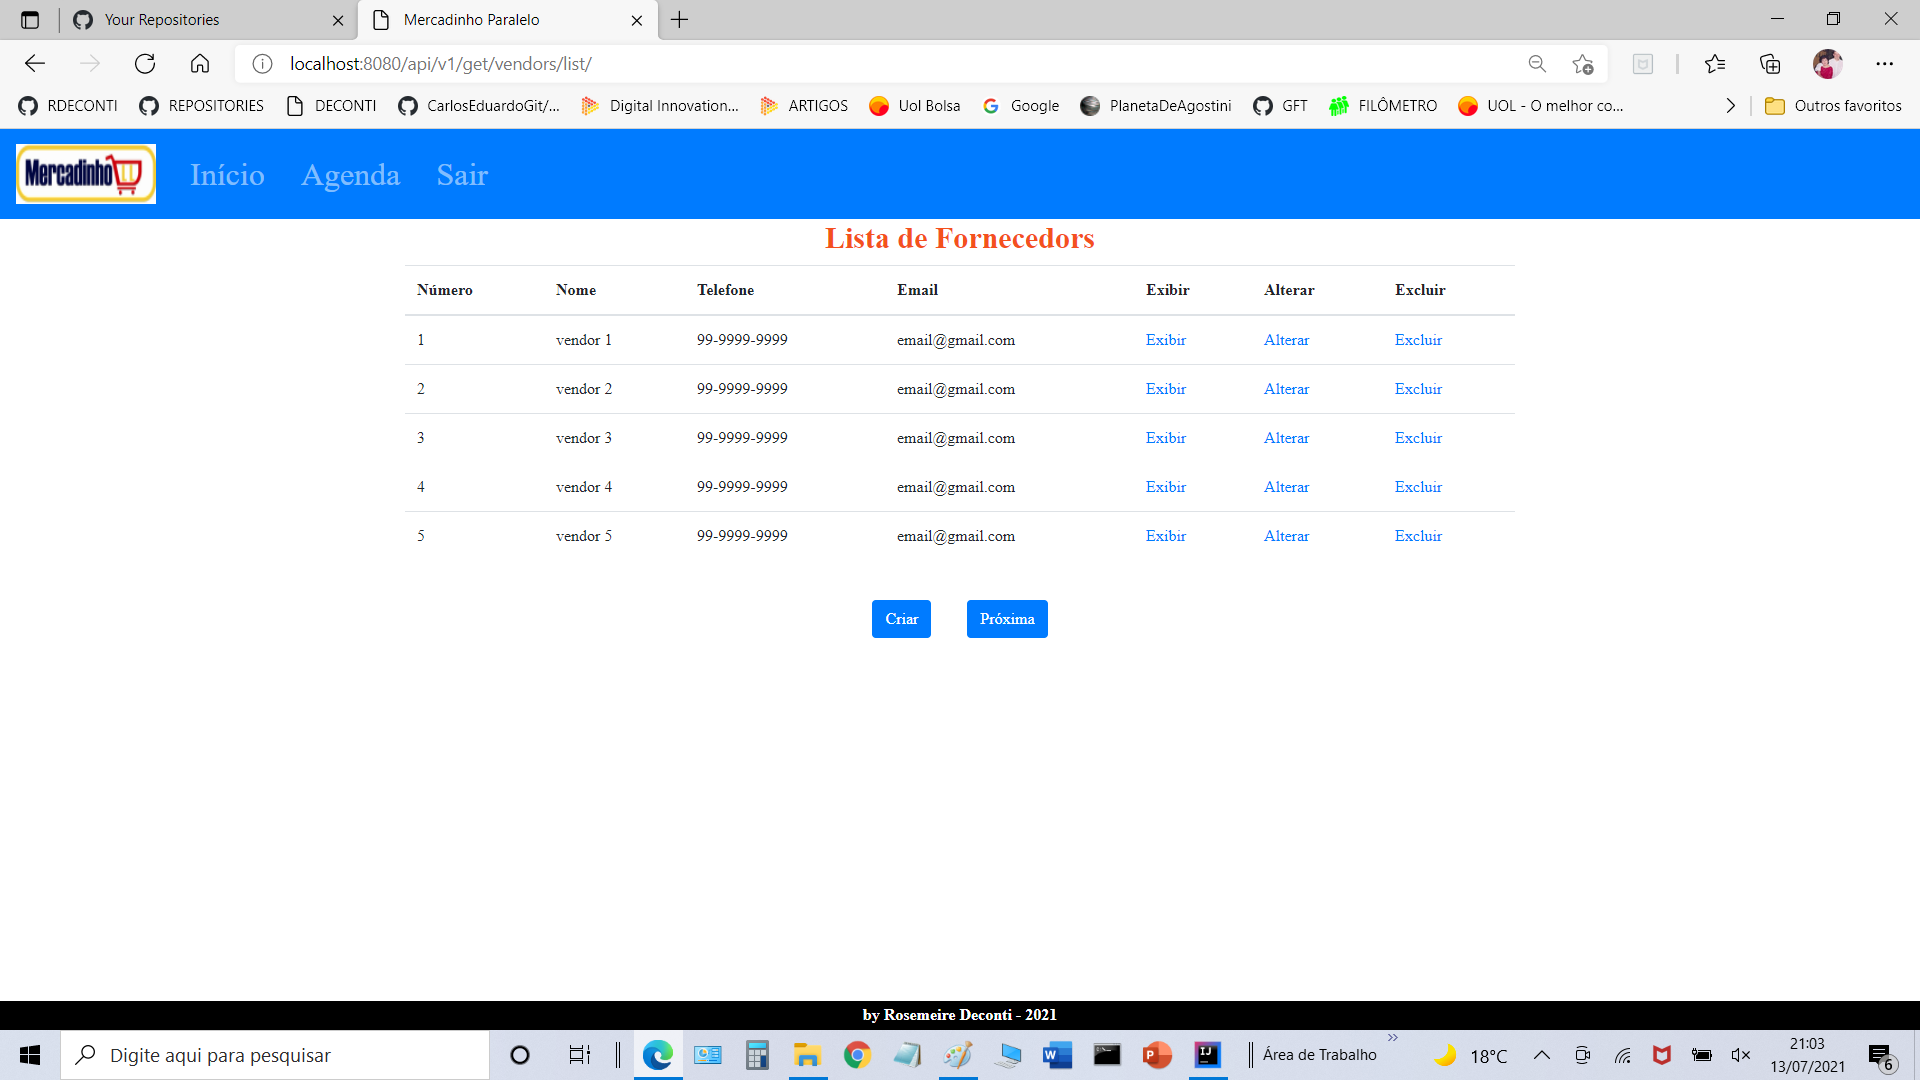 Your Repositories
Mercadinho Paralelo
localhost:8080/api/v1/get/vendors/list/
RDECONTI REPOSITORIES DECONTI CarlosEduardoGit/... Digital Innovation... ARTIGOS Uol Bolsa Google PlanetaDeAgostini GFT FILÔMETRO UOL - O melhor co... Outros favoritos
Mercadinho Início Agenda Sair
Lista de Fornecedors
Número Nome Telefone Email Exibir Alterar Excluir
1 vendor 1 99-9999-9999 email@gmail.com Exibir Alterar Excluir
2 vendor 2 99-9999-9999 email@gmail.com Exibir Alterar Excluir
3 vendor 3 99-9999-9999 email@gmail.com Exibir Alterar Excluir
4 vendor 4 99-9999-9999 email@gmail.com Exibir Alterar Excluir
5 vendor 5 99-9999-9999 email@gmail.com Exibir Alterar Excluir
Criar Próxima
by Rosemeire Deconti - 2021
Digite aqui para pesquisar
Área de Trabalho
18°C
21:03
13/07/2021
6